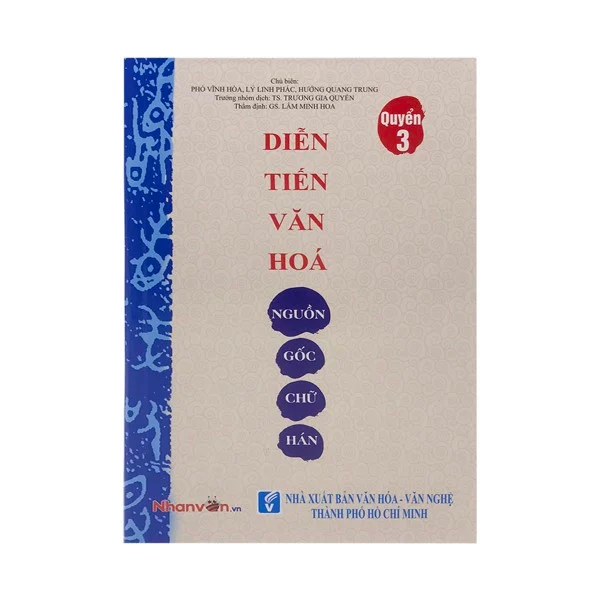 Chủ biên:
PHÓ VĨNH HÒA, LÝ LINH PHÁC, HƯỚNG QUANG TRUNG
Trưởng nhóm dịch: TS. TRƯƠNG GIA QUYỀN
Thẩm định: GS. LÂM MINH HOA
Quyển
3
DIỄN
TIẾN
VĂN
HOÁ
NGUỒN
GỐC
CHỮ
HÁN
Nhanvăn.vn
NHÀ XUẤT BẢN VĂN HÓA - VĂN NGHỆ
THÀNH PHỐ HỒ CHÍ MINH